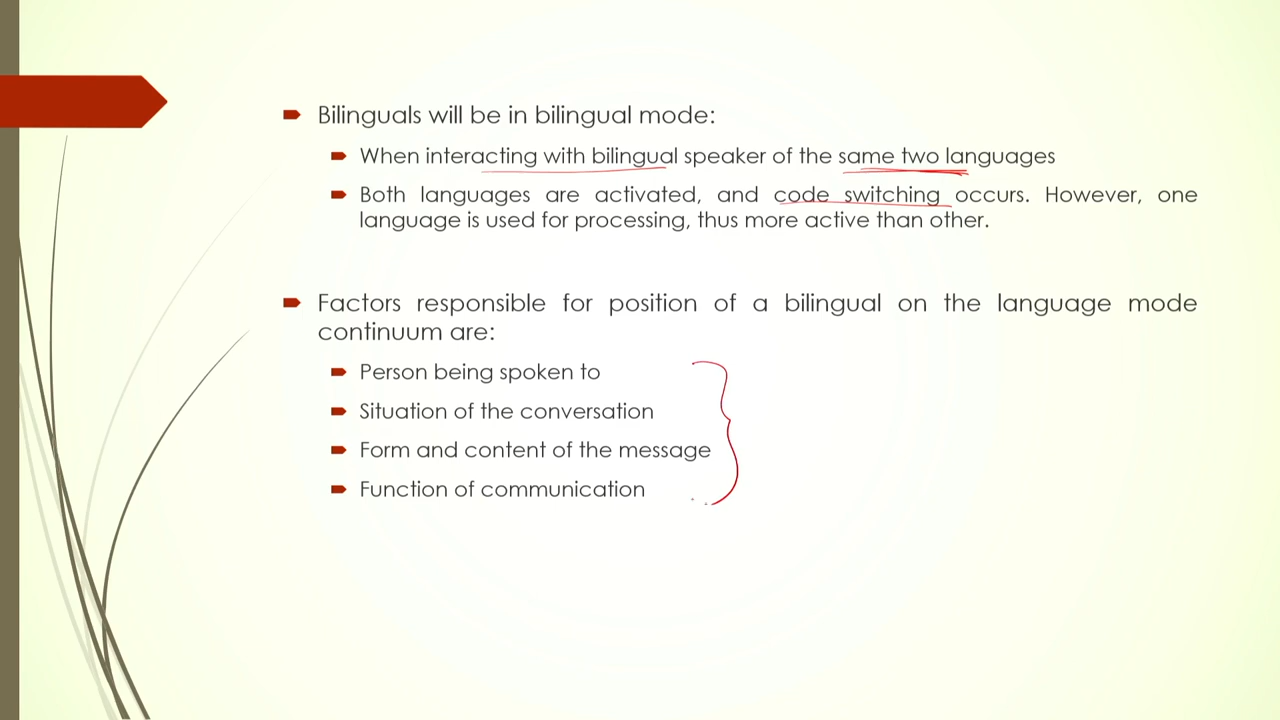 Bilinguals will be in bilingual mode:
When interacting with bilingual speaker of the same two languages
Both languages are activated, and code switching occurs. However, one
language is used for processing, thus more active than other.
Factors responsible for position of a bilingual on the language mode
continuum are:
Person being spoken to
Situation of the conversation
Form and content of the message
Function of communication